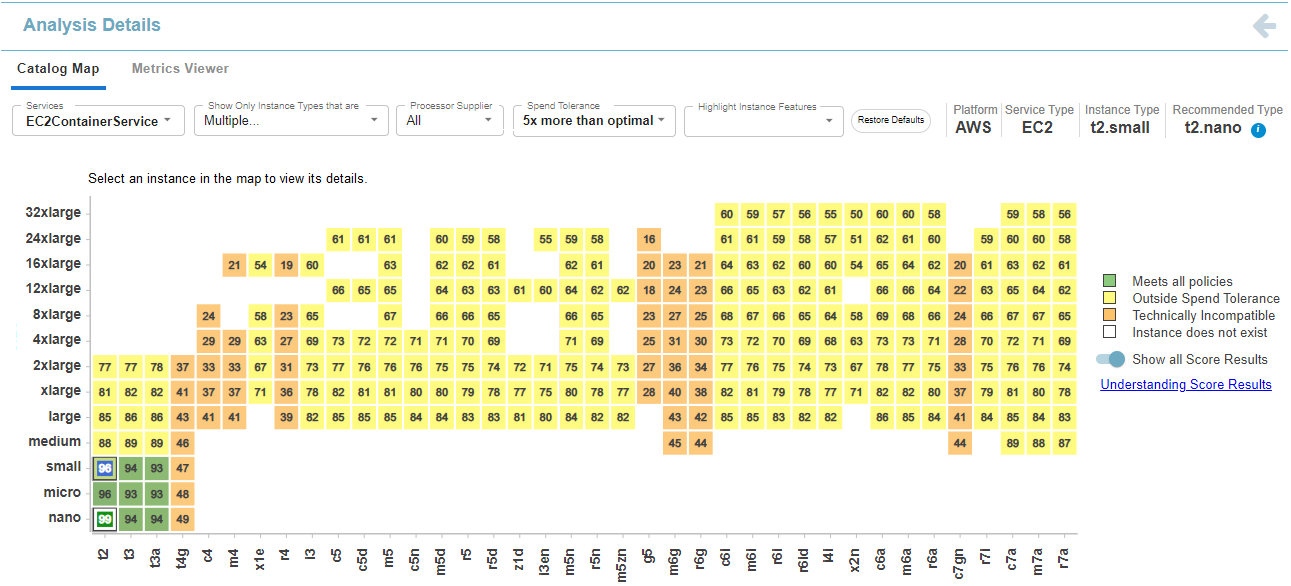 Analysis Details
Catalog Map
Metrics Viewer
Services
EC2ContainerService
Show Only Instance Types that are
Multiple...
Processor Supplier
All
Spend Tolerance
5x more than optimal
Highlight Instance Features
Restore Defaults
Platform
AWS
Service Type
EC2
Instance Type
t2.small
Recommended Type
t2.nano i
Select an instance in the map to view its details.
32xlarge 60 59 57 56 55 50 60 60 58 59 58 56
24xlarge 61 61 61 60 59 58 55 59 58 16 61 61 59 58 57 51 62 61 60 59 60 60 58
16xlarge 21 54 19 60 63 62 62 61 62 61 20 23 21 64 63 62 60 60 54 65 64 62 20 61 63 62 61
12xlarge 66 65 65 64 63 63 61 60 64 62 62 18 24 23 66 65 63 62 61 66 66 64 22 63 65 64 62
8xlarge 24 58 23 65 67 66 66 65 66 65 23 27 25 68 67 66 65 64 58 69 68 66 24 66 67 67 65
4xlarge 29 29 63 27 69 73 72 72 71 71 70 69 71 69 25 31 30 73 72 70 69 68 63 73 73 71 28 70 72 71 69
2xlarge 77 77 78 37 33 33 67 31 73 77 76 76 76 75 75 74 72 71 75 74 73 27 36 34 77 76 75 74 73 67 78 77 75 33 75 76 76 74
xlarge 81 82 82 41 37 37 71 36 78 82 81 81 80 80 79 78 77 75 80 78 77 28 40 38 82 81 79 78 77 71 82 82 80 37 79 81 80 78
large 85 86 86 43 41 41 39 82 85 85 85 84 84 83 83 81 80 84 82 82 43 42 85 85 83 82 82 86 85 84 41 84 85 84 83
medium 88 89 89 46 45 44 44 89 88 87
small 96 94 93 47
micro 96 93 93 48
nano 99 94 94 49
t2 t3 t3a t4g c4 m4 x1e r4 I3 c5 c5d m5 c5n m5d r5 r5d z1d I3en m5n r5n m5zn g5 m6g r6g c6I m6I r6I r6Id I4I x2n c6a m6a r6a c7gn r7I c7a m7a r7a
Meets all policies
Outside Spend Tolerance
Technically Incompatible
Instance does not exist
Show all Score Results
Understanding Score Results